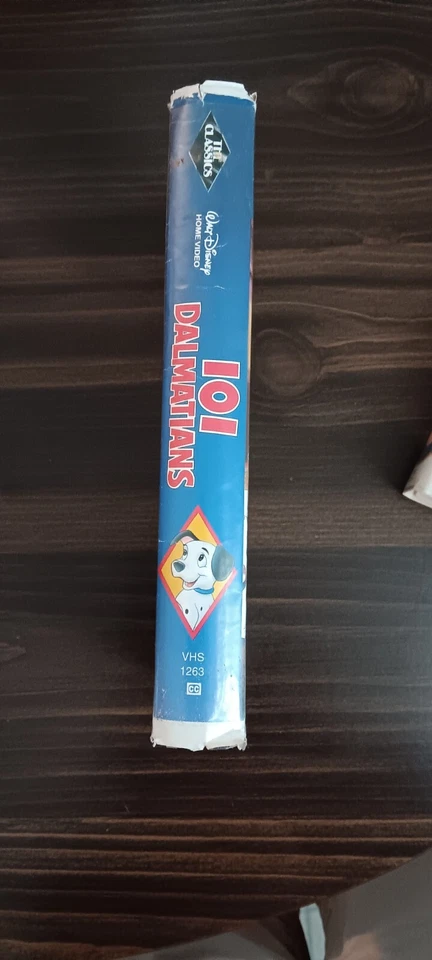 THE
CLASSICS
WALT DISNEY
HOME VIDEO
101
DALMATIANS
VHS
1263
CC